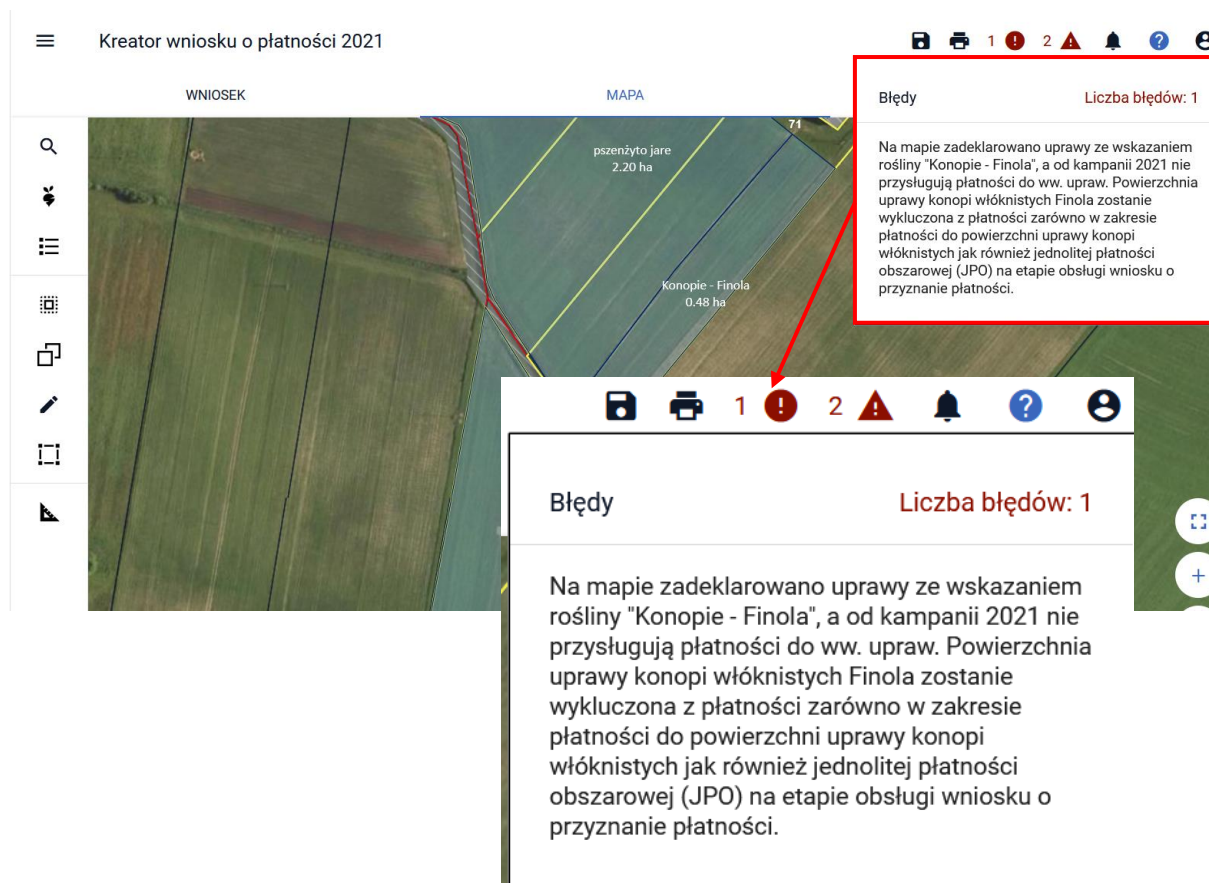 Kreator wniosku o płatności 2021
1
2
WNIOSEK
MAPA
Błędy
Liczba błędów: 1
Na mapie zadeklarowano uprawy ze wskazaniem
rośliny "Konopie - Finola", a od kampanii 2021 nie
przysługują płatności do ww. upraw. Powierzchnia
uprawy konopi włóknistych Finola zostanie
wykluczona z płatności zarówno w zakresie
płatności do powierzchni uprawy konopi
włóknistych jak również jednolitej płatności
obszarowej (JPO) na etapie obsługi wniosku o
przyznanie płatności.
71
pszenżyto jare
2.20 ha
Konopie - Finola
0.48 ha
1
2
Błędy
Liczba błędów: 1
Na mapie zadeklarowano uprawy ze wskazaniem
rośliny "Konopie - Finola", a od kampanii 2021 nie
przysługują płatności do ww. upraw. Powierzchnia
uprawy konopi włóknistych Finola zostanie
wykluczona z płatności zarówno w zakresie
płatności do powierzchni uprawy konopi
włóknistych jak również jednolitej płatności
obszarowej (JPO) na etapie obsługi wniosku o
przyznanie płatności.